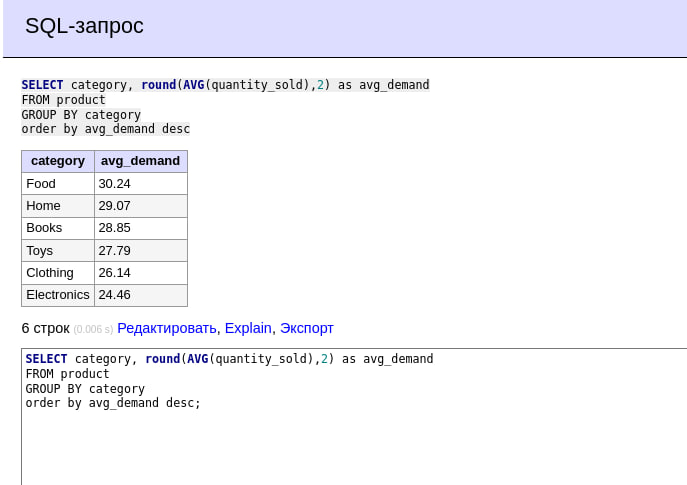 SQL-запрос
SELECT category, round(AVG(quantity_sold),2) as avg_demand
FROM product
GROUP BY category
order by avg_demand desc
category avg_demand
Food 30.24
Home 29.07
Books 28.85
Toys 27.79
Clothing 26.14
Electronics 24.46
6 строк (0.006 s) Редактировать, Explain, Экспорт
SELECT category, round(AVG(quantity_sold),2) as avg_demand
FROM product
GROUP BY category
order by avg_demand desc;